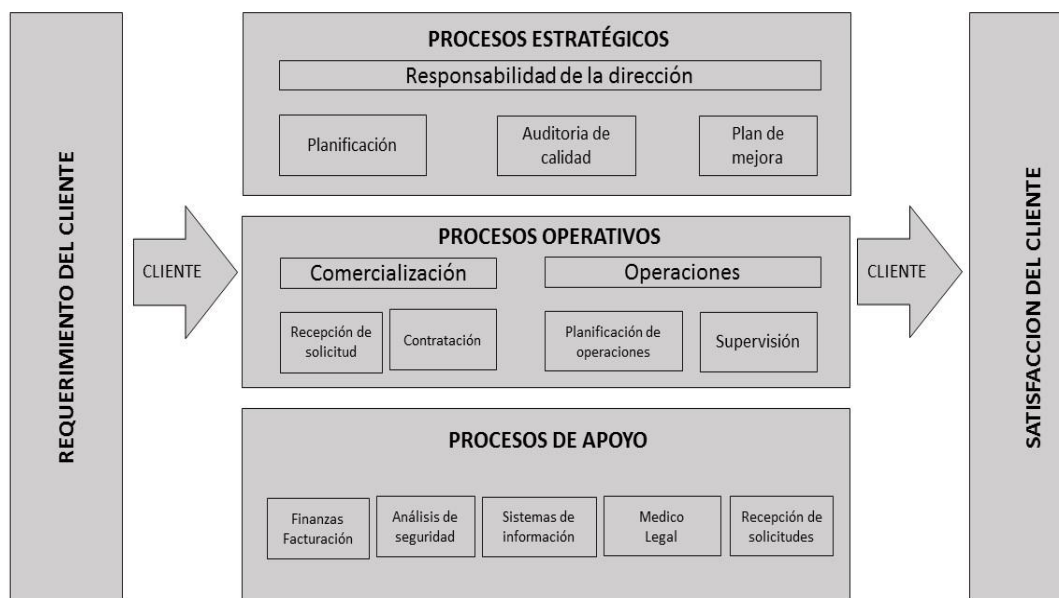 REQUERIMIENTO DEL CLIENTE
CLIENTE
PROCESOS ESTRATÉGICOS
Responsabilidad de la dirección
Planificación
Auditoria de
calidad
Plan de
mejora
PROCESOS OPERATIVOS
Comercialización
Operaciones
Recepción de
solicitud
Contratación
Planificación de
operaciones
Supervisión
PROCESOS DE APOYO
Finanzas
Facturación
Análisis de
seguridad
Sistemas de
información
Medico
Legal
Recepción de
solicitudes
CLIENTE
SATISFACCION DEL CLIENTE